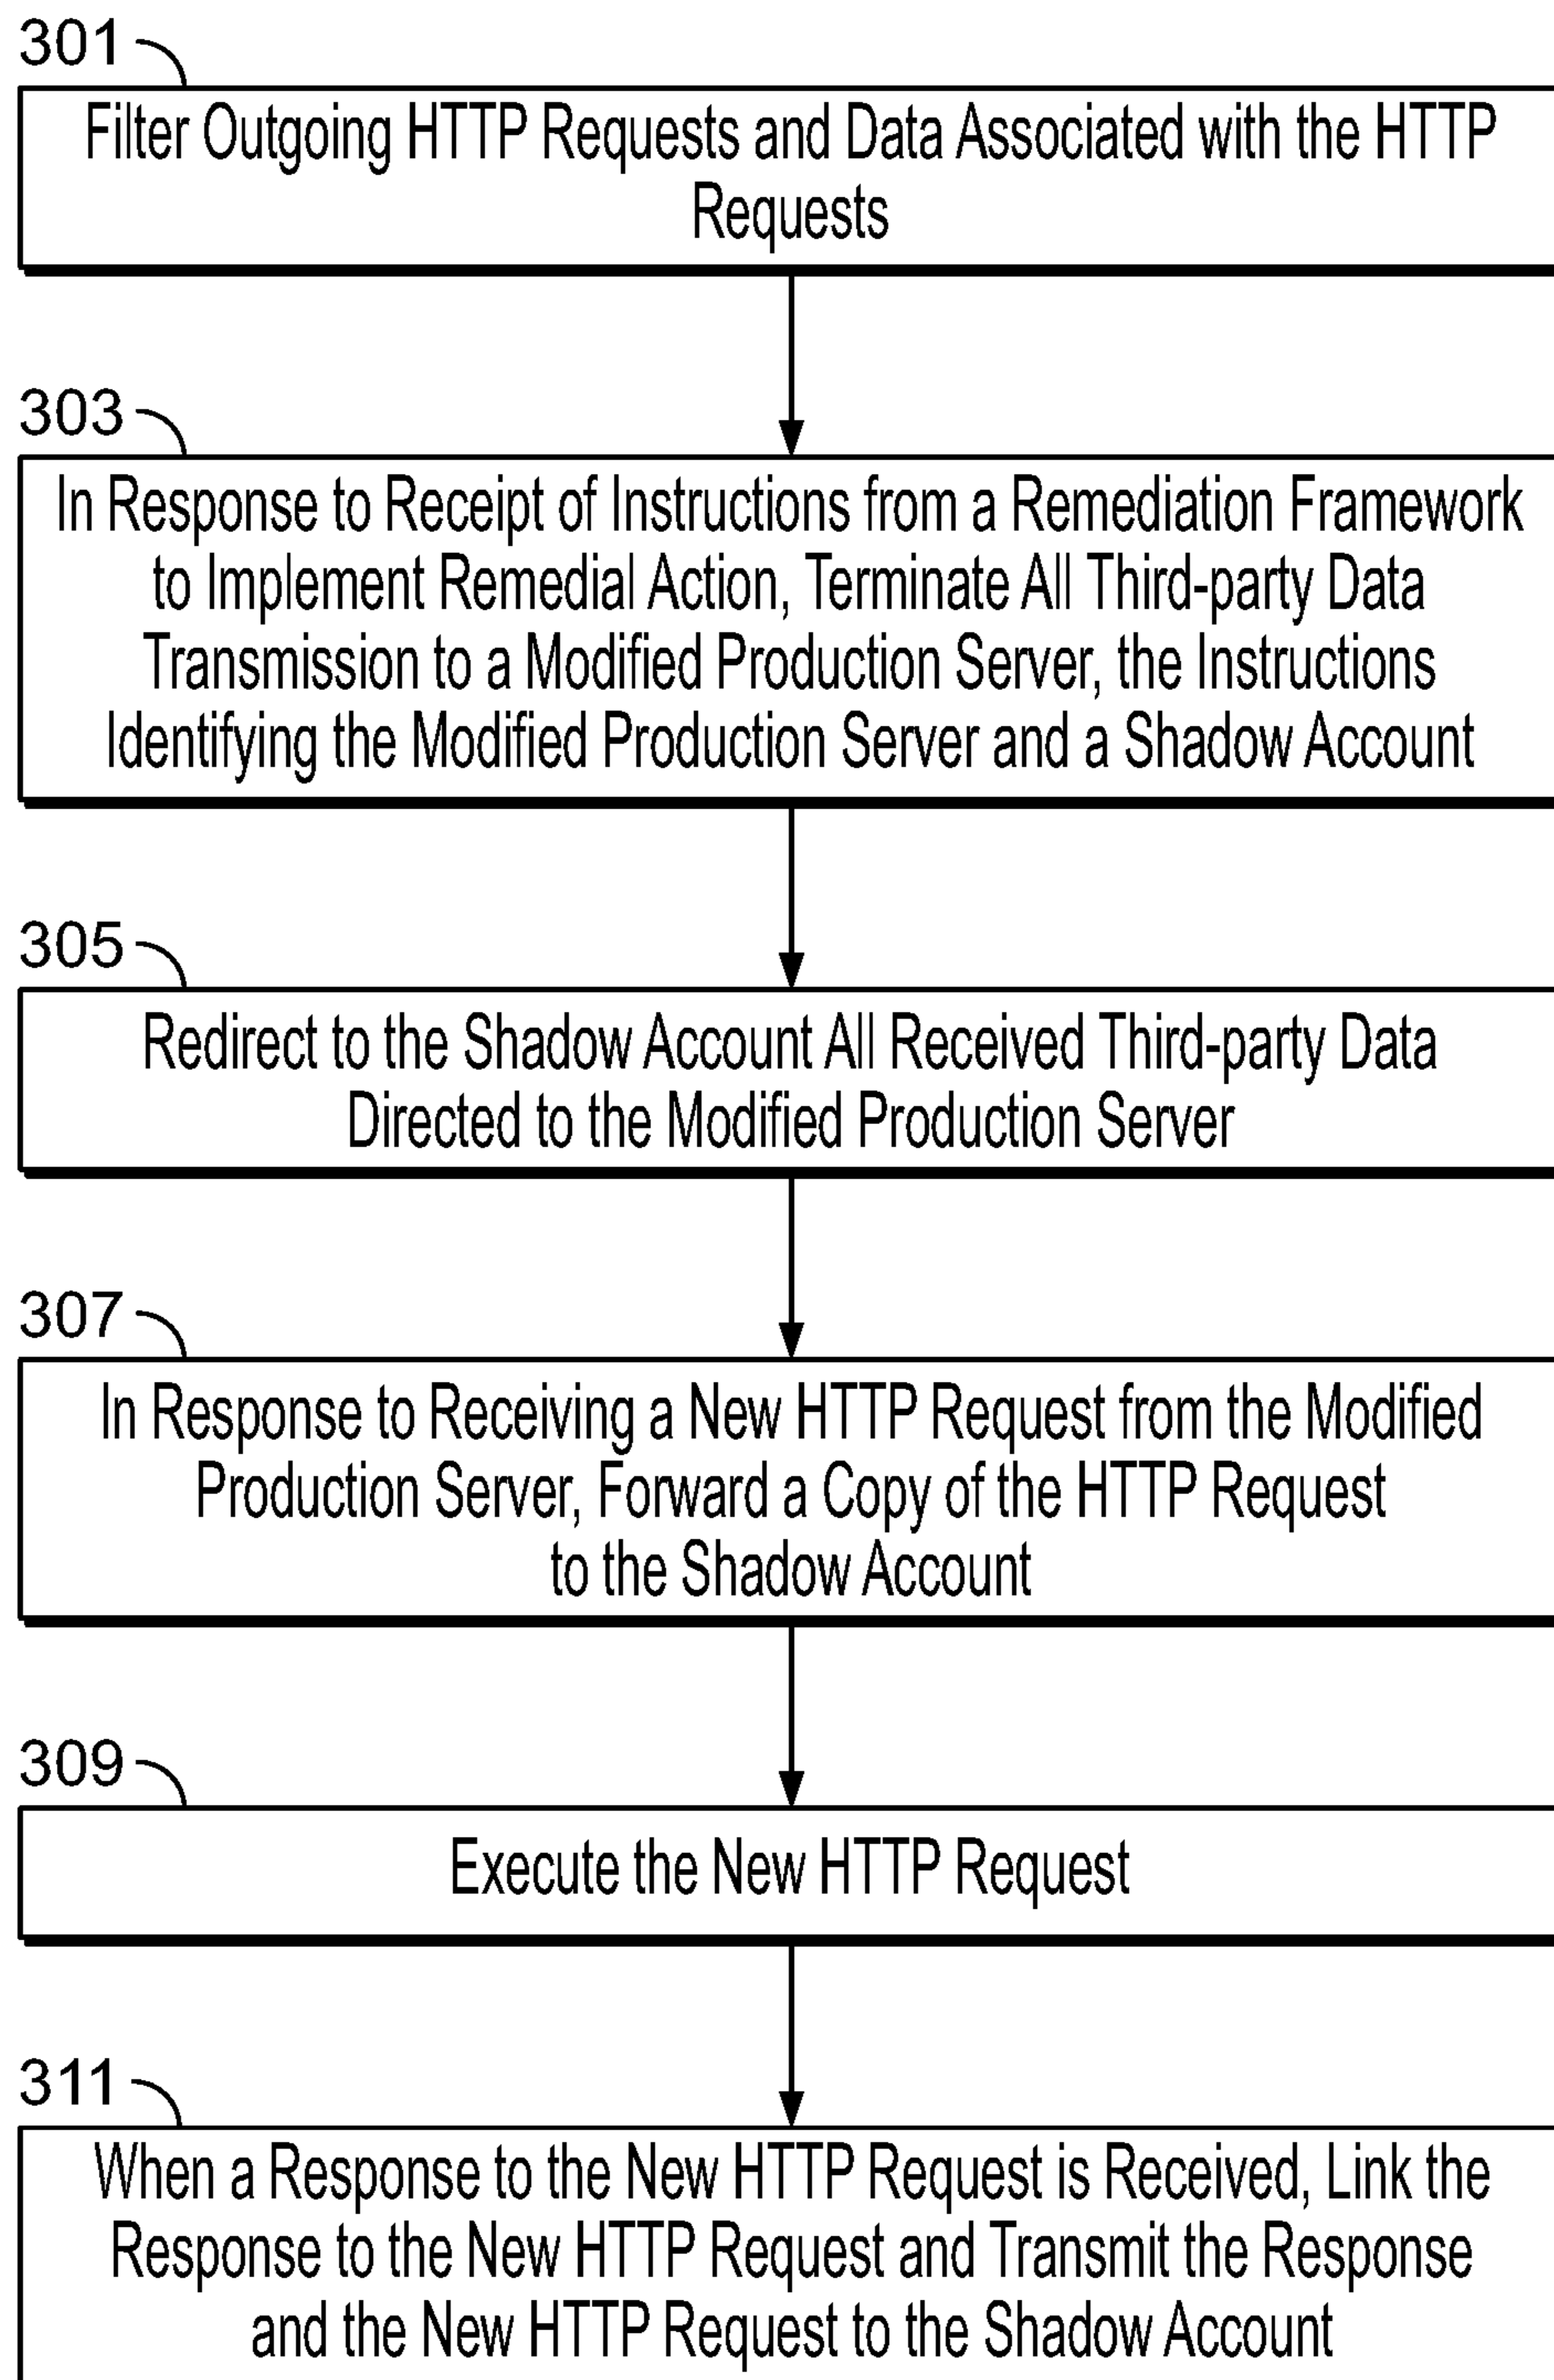 301
Filter Outgoing HTTP Requests and Data Associated with the HTTP
Requests
303
In Response to Receipt of Instructions from a Remediation Framework
to Implement Remedial Action, Terminate All Third-party Data
Transmission to a Modified Production Server, the Instructions
Identifying the Modified Production Server and a Shadow Account
305
Redirect to the Shadow Account All Received Third-party Data
Directed to the Modified Production Server
307
In Response to Receiving a New HTTP Request from the Modified
Production Server, Forward a Copy of the HTTP Request
to the Shadow Account
309
Execute the New HTTP Request
311
When a Response to the New HTTP Request is Received, Link the
Response to the New HTTP Request and Transmit the Response
and the New HTTP Request to the Shadow Account